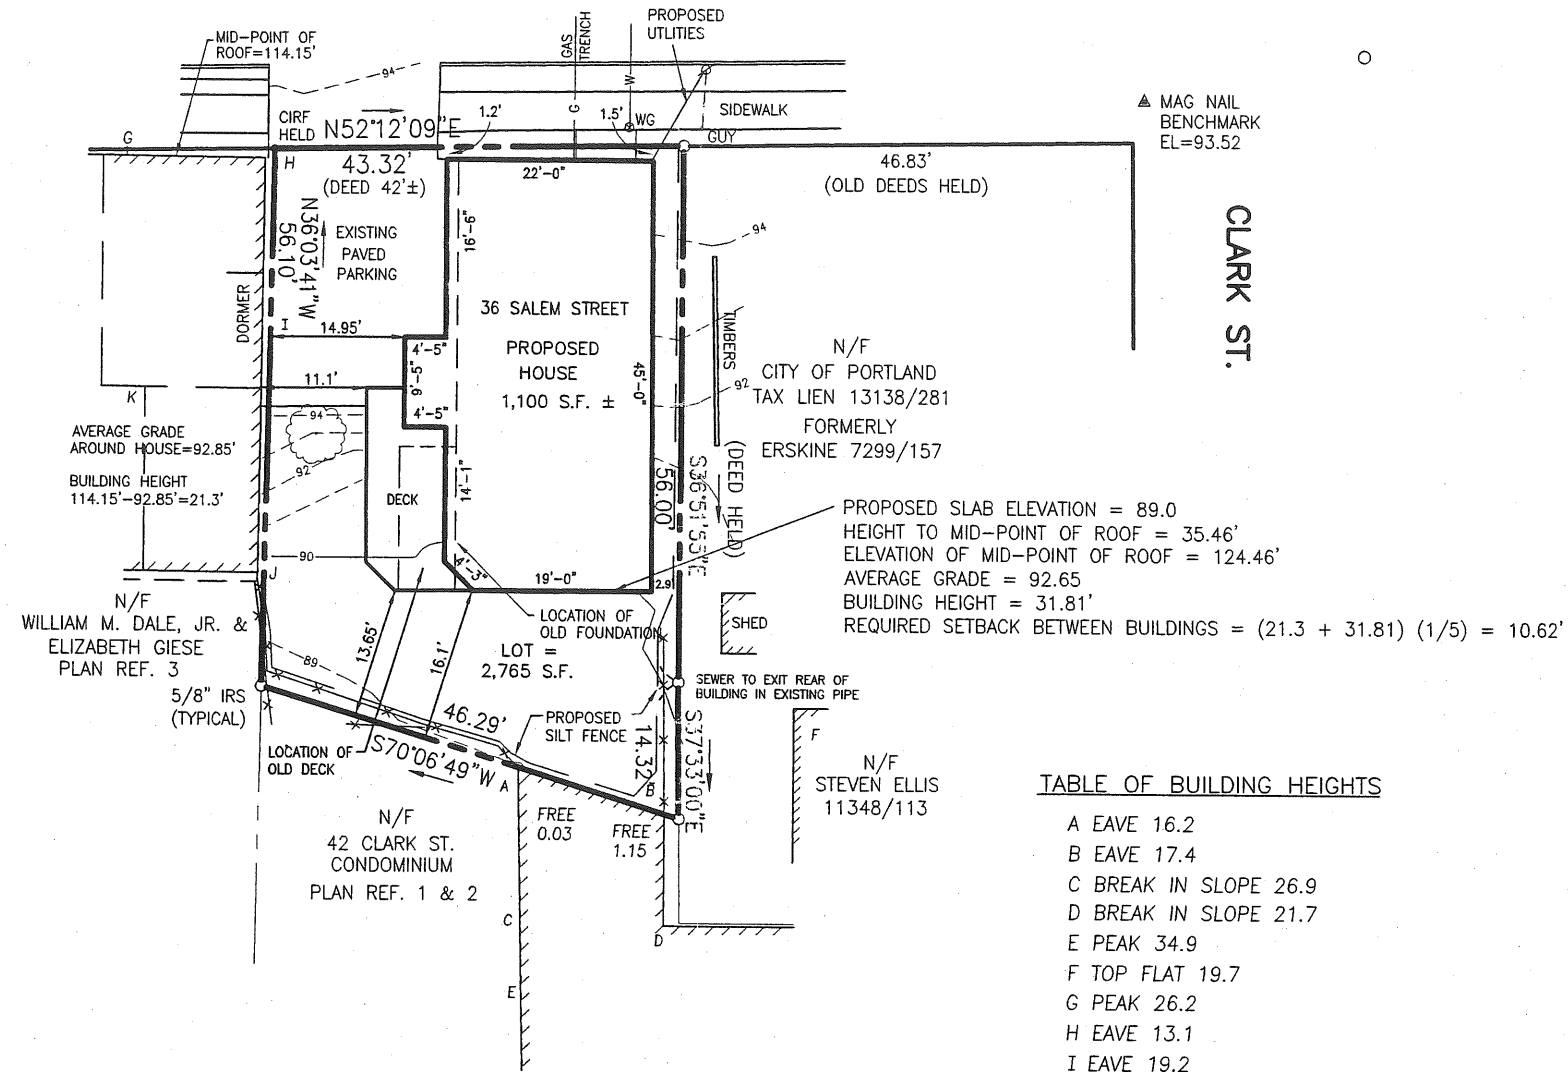 MID-POINT OF
ROOF=114.15'
GAS
TRENCH
PROPOSED
UTLITIES
94
W
G
CIRF
HELD
N52°12'09"E
1.2'
1.5'
WG
SIDEWALK
GUY
MAG NAIL
BENCHMARK
EL=93.52
G
H
43.32'
(DEED 42'±)
22'-0"
46.83'
(OLD DEEDS HELD)
CLARK ST.
N36°03'41"W
56.10'
EXISTING
PAVED
PARKING
16'-6"
94
DORMER
I
14.95'
36 SALEM STREET
PROPOSED
HOUSE
1,100 S.F. ±
45'-0"
TIMBERS
92
4'-5"
9'-5"
4'-5"
11.1'
N/F
CITY OF PORTLAND
TAX LIEN 13138/281
FORMERLY
ERSKINE 7299/157
K
94
AVERAGE GRADE
AROUND HOUSE=92.85'
BUILDING HEIGHT
114.15'-92.85'=21.3'
92
DECK
14'-1"
56.00'
S36°51'53"E
(DEED HELD)
PROPOSED SLAB ELEVATION = 89.0
HEIGHT TO MID-POINT OF ROOF = 35.46'
ELEVATION OF MID-POINT OF ROOF = 124.46'
AVERAGE GRADE = 92.65
BUILDING HEIGHT = 31.81'
REQUIRED SETBACK BETWEEN BUILDINGS = (21.3 + 31.81) (1/5) = 10.62'
90
J
4'-3"
19'-0"
2.9'
N/F
WILLIAM M. DALE, JR. &
ELIZABETH GIESE
PLAN REF. 3
LOCATION OF
OLD FOUNDATION
SHED
13.65'
16.1'
LOT =
2,765 S.F.
89
5/8" IRS
(TYPICAL)
SEWER TO EXIT REAR OF
BUILDING IN EXISTING PIPE
46.29'
S70°06'49"W
PROPOSED
SILT FENCE
14.32'
S37°33'00"E
LOCATION OF
OLD DECK
A
B
F
N/F
STEVEN ELLIS
11348/113
N/F
42 CLARK ST.
CONDOMINIUM
PLAN REF. 1 & 2
FREE
0.03
FREE
1.15
C
D
E
TABLE OF BUILDING HEIGHTS
A EAVE 16.2
B EAVE 17.4
C BREAK IN SLOPE 26.9
D BREAK IN SLOPE 21.7
E PEAK 34.9
F TOP FLAT 19.7
G PEAK 26.2
H EAVE 13.1
I EAVE 19.2